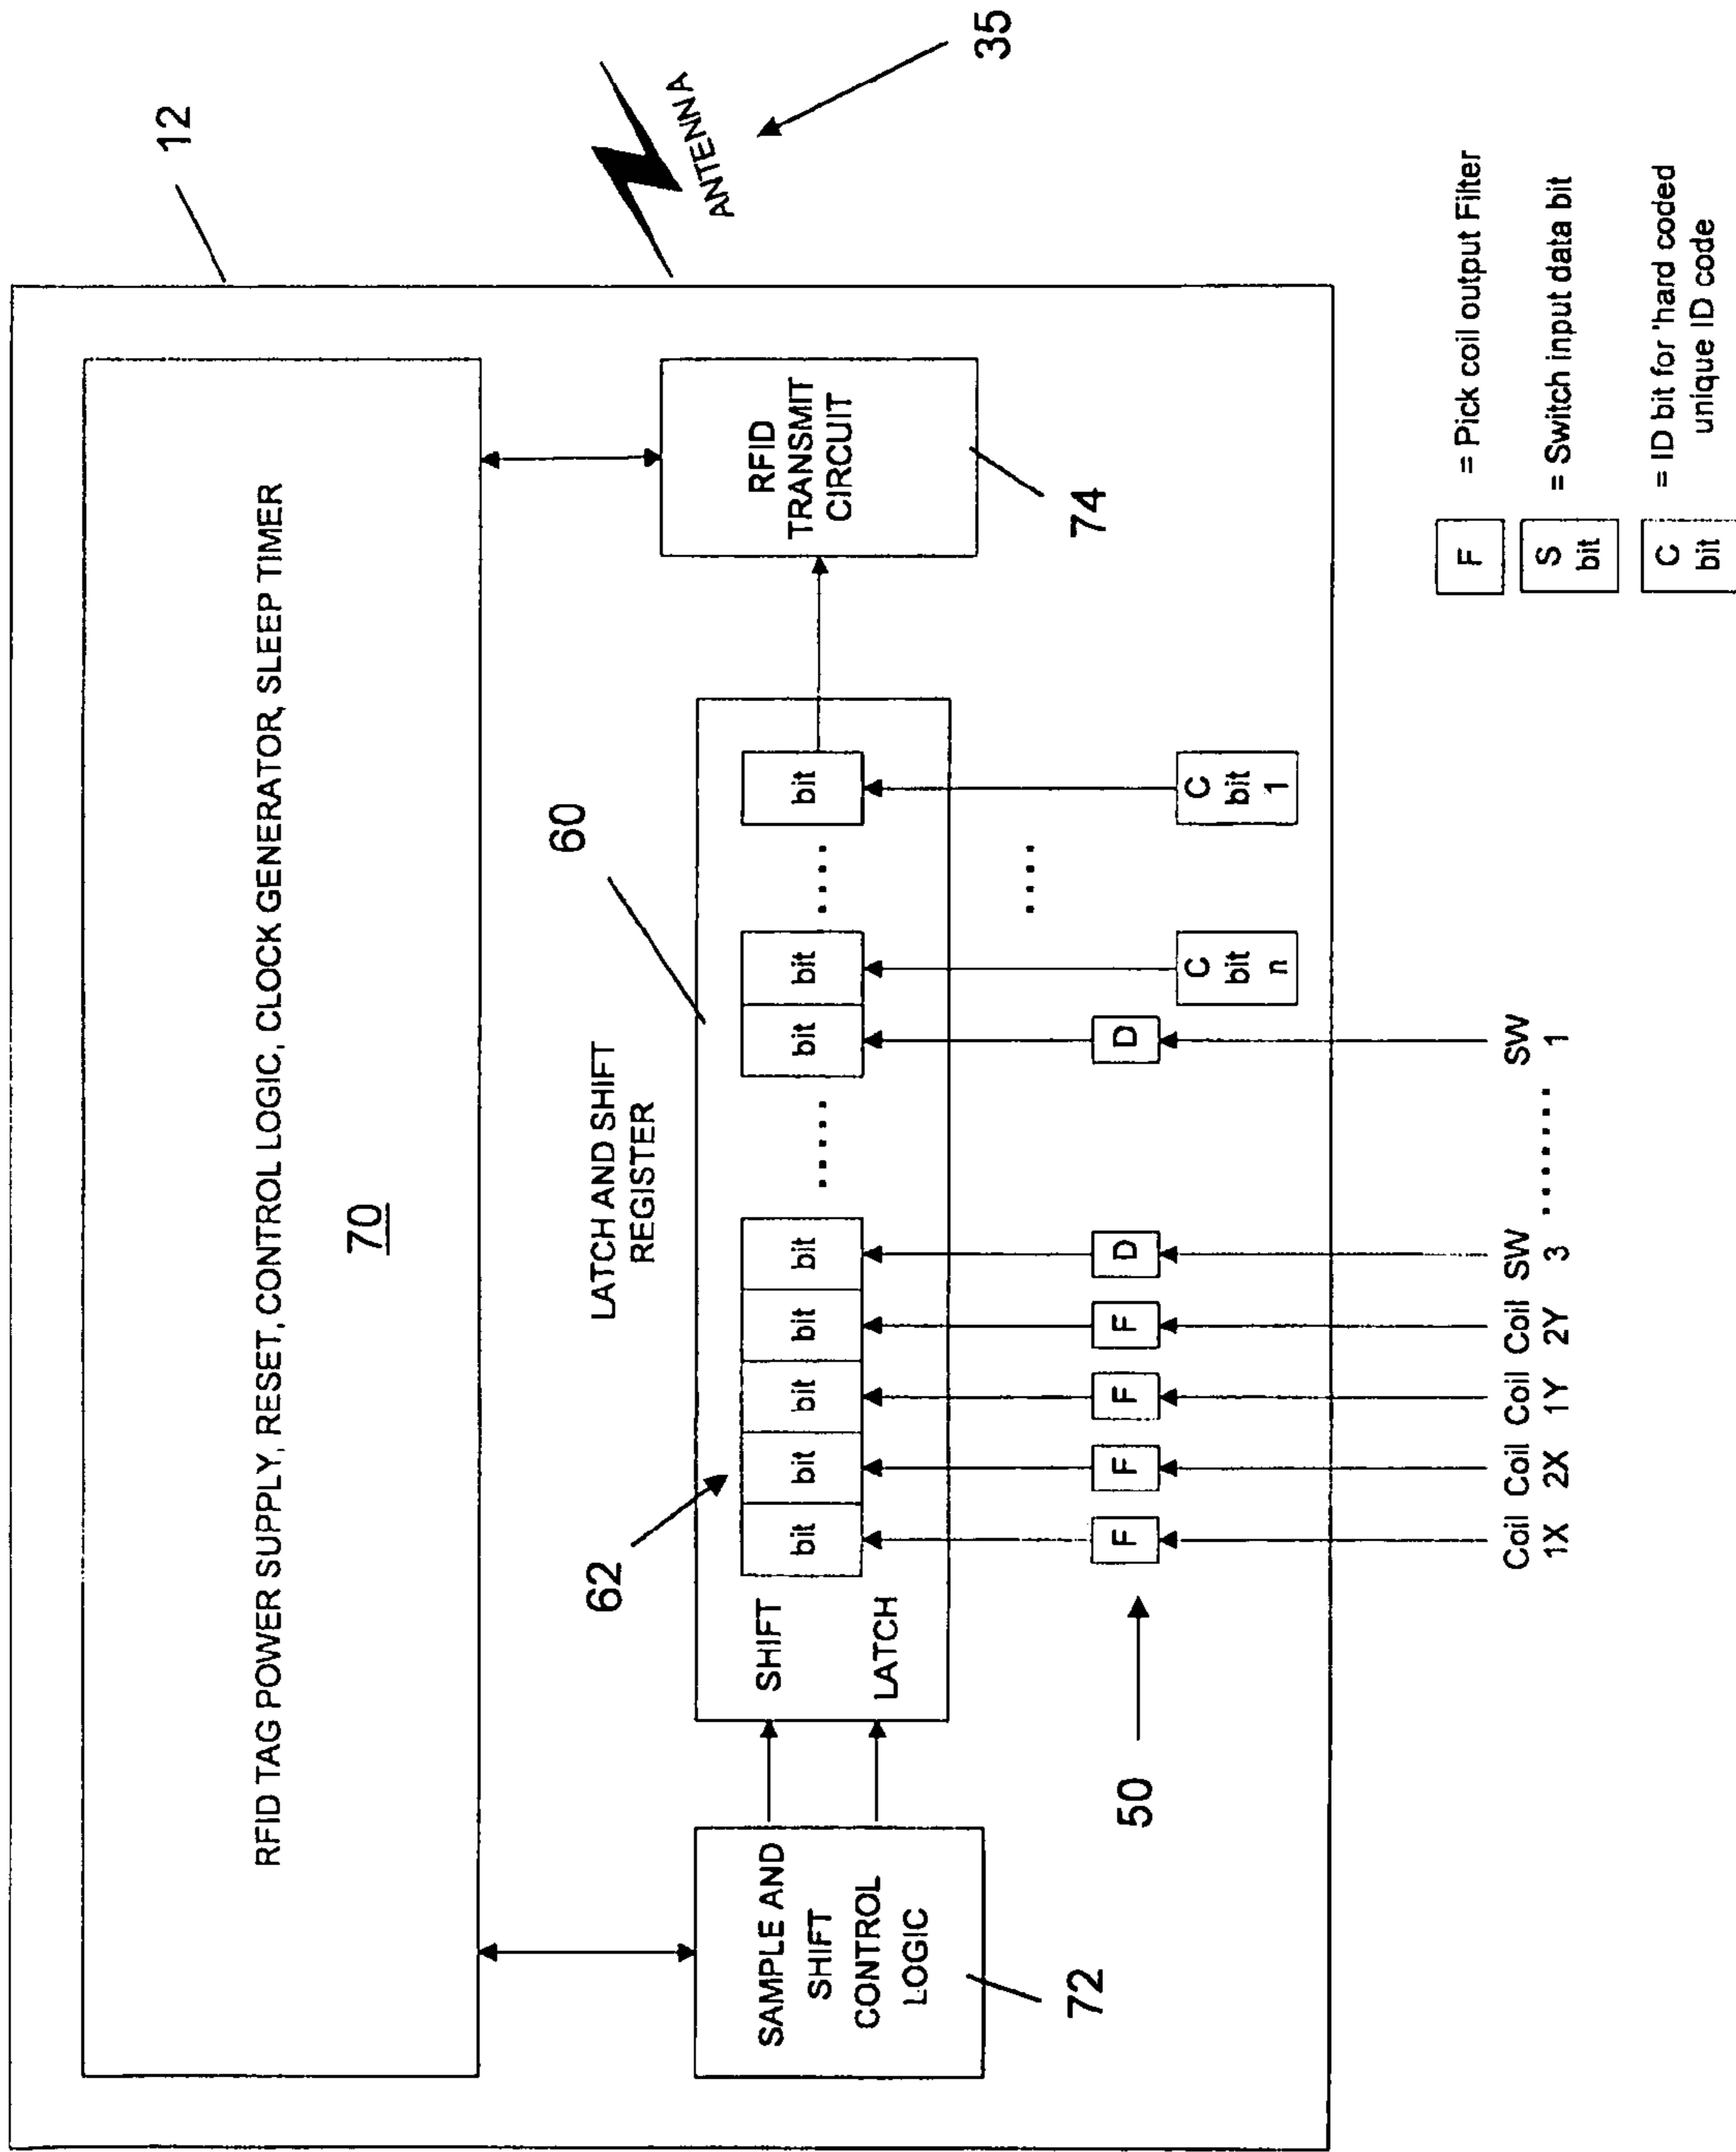 12
RFID TAG POWER SUPPLY, RESET, CONTROL LOGIC, CLOCK GENERATOR, SLEEP TIMER
70
ANTENNA
35
LATCH AND SHIFT
REGISTER
60
62
SAMPLE AND
SHIFT
CONTROL
LOGIC
72
SHIFT
LATCH
bit
bit
bit
bit
bit
.....
bit
bit
....
bit
RFID
TRANSMIT
CIRCUIT
74
50
F
F
F
F
D
D
C
bit
n
....
C
bit
1
Coil
1X
Coil
2X
Coil
1Y
Coil
2Y
SW
3
.......
SW
1
F = Pick coil output Filter
S
bit = Switch input data bit
C
bit = ID bit for 'hard coded
unique ID code